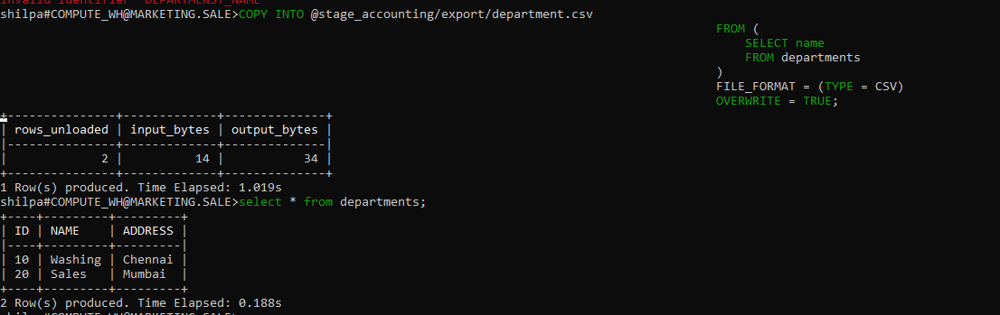 invalid identifier 'DEPARTMENST_NAME'
shilpa#COMPUTE_WH@MARKETING.SALE>COPY INTO @stage_accounting/export/department.csv
FROM (
SELECT name
FROM departments
)
FILE_FORMAT = (TYPE = CSV)
OVERWRITE = TRUE;
+---------------+-------------+--------------+
| rows_unloaded | input_bytes | output_bytes |
|---------------+-------------+--------------|
|             2 |          14 |           34 |
+---------------+-------------+--------------+
1 Row(s) produced. Time Elapsed: 1.019s
shilpa#COMPUTE_WH@MARKETING.SALE>select * from departments;
+----+---------+---------+
| ID | NAME    | ADDRESS |
|----+---------+---------|
| 10 | Washing | Chennai |
| 20 | Sales   | Mumbai  |
+----+---------+---------+
2 Row(s) produced. Time Elapsed: 0.188s
shilpa#COMPUTE_WH@MARKETING.SALE>